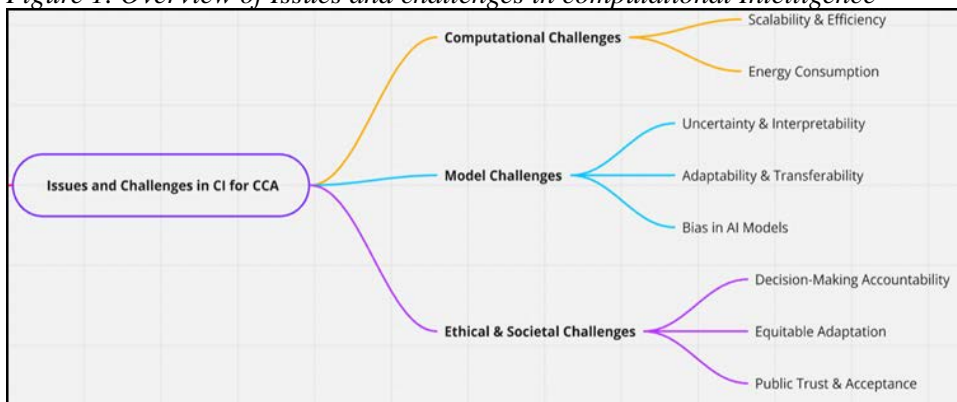 Figure 1. Overview of Issues and challenges in computational Intelligence
Issues and Challenges in CI for CCA
Computational Challenges
Scalability & Efficiency
Energy Consumption
Model Challenges
Uncertainty & Interpretability
Adaptability & Transferability
Bias in AI Models
Ethical & Societal Challenges
Decision-Making Accountability
Equitable Adaptation
Public Trust & Acceptance